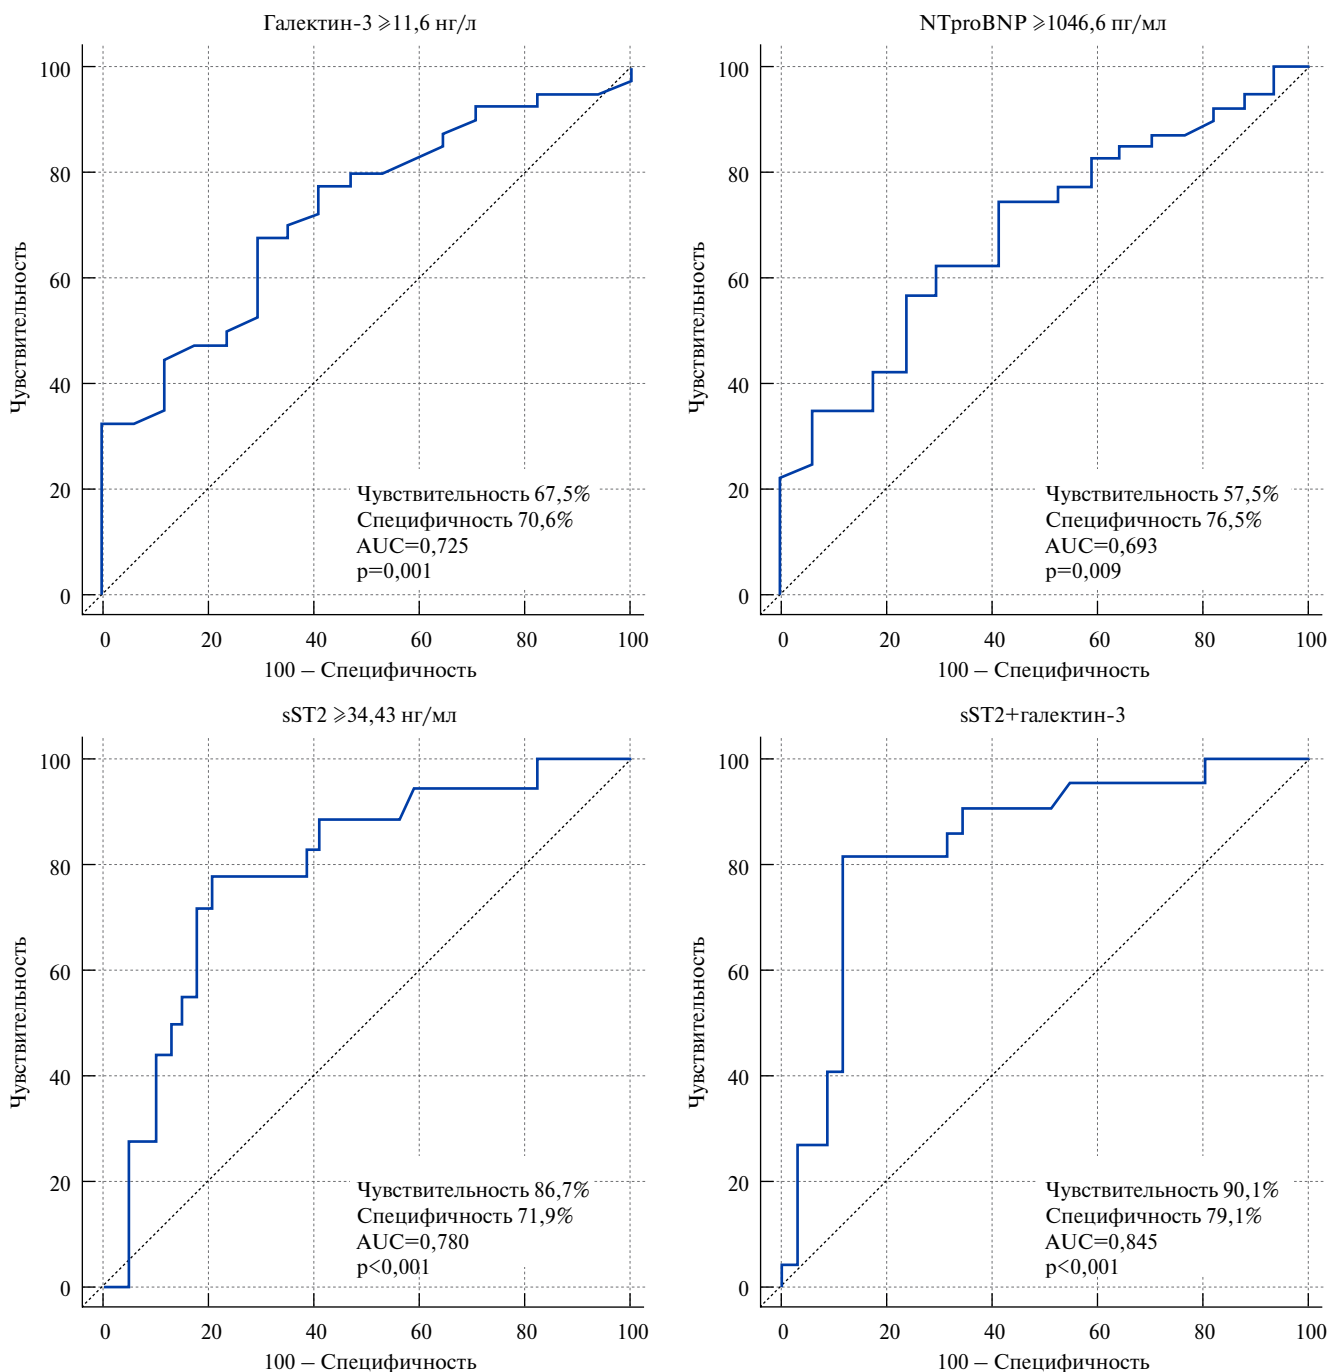 Галектин-3 ⩾11,6 нг/л
100
80
60
40
20
0
Чувствительность
Чувствительность 67,5%
Специфичность 70,6%
AUC=0,725
p=0,001
0 20 40 60 80 100
100 – Специфичность
NTproBNP ⩾1046,6 пг/мл
100
80
60
40
20
0
Чувствительность
Чувствительность 57,5%
Специфичность 76,5%
AUC=0,693
p=0,009
0 20 40 60 80 100
100 – Специфичность
sST2 ⩾34,43 нг/мл
100
80
60
40
20
0
Чувствительность
Чувствительность 86,7%
Специфичность 71,9%
AUC=0,780
p<0,001
0 20 40 60 80 100
100 – Специфичность
sST2+галектин-3
100
80
60
40
20
0
Чувствительность
Чувствительность 90,1%
Специфичность 79,1%
AUC=0,845
p<0,001
0 20 40 60 80 100
100 – Специфичность